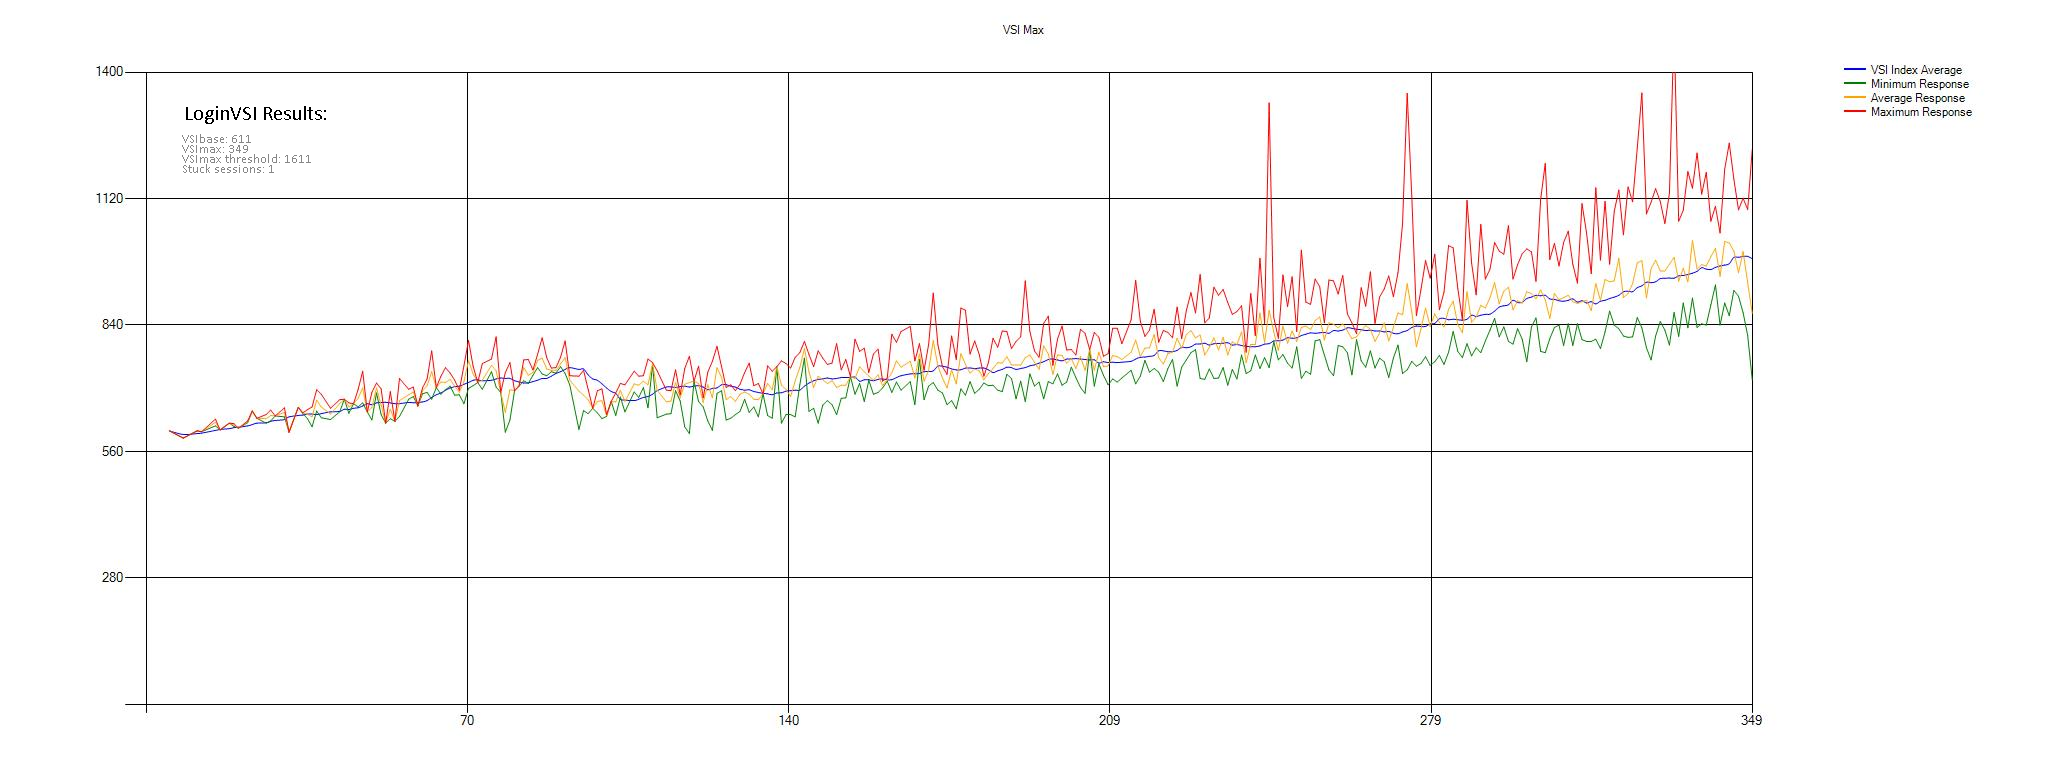 VSI Max
1400
1120
840
560
280
LoginVSI Results:
VSIbase: 611
VSImax: 349
VSImax threshold: 1611
Stuck sessions: 1
VSI Index Average
Minimum Response
Average Response
Maximum Response
70
140
209
279
349